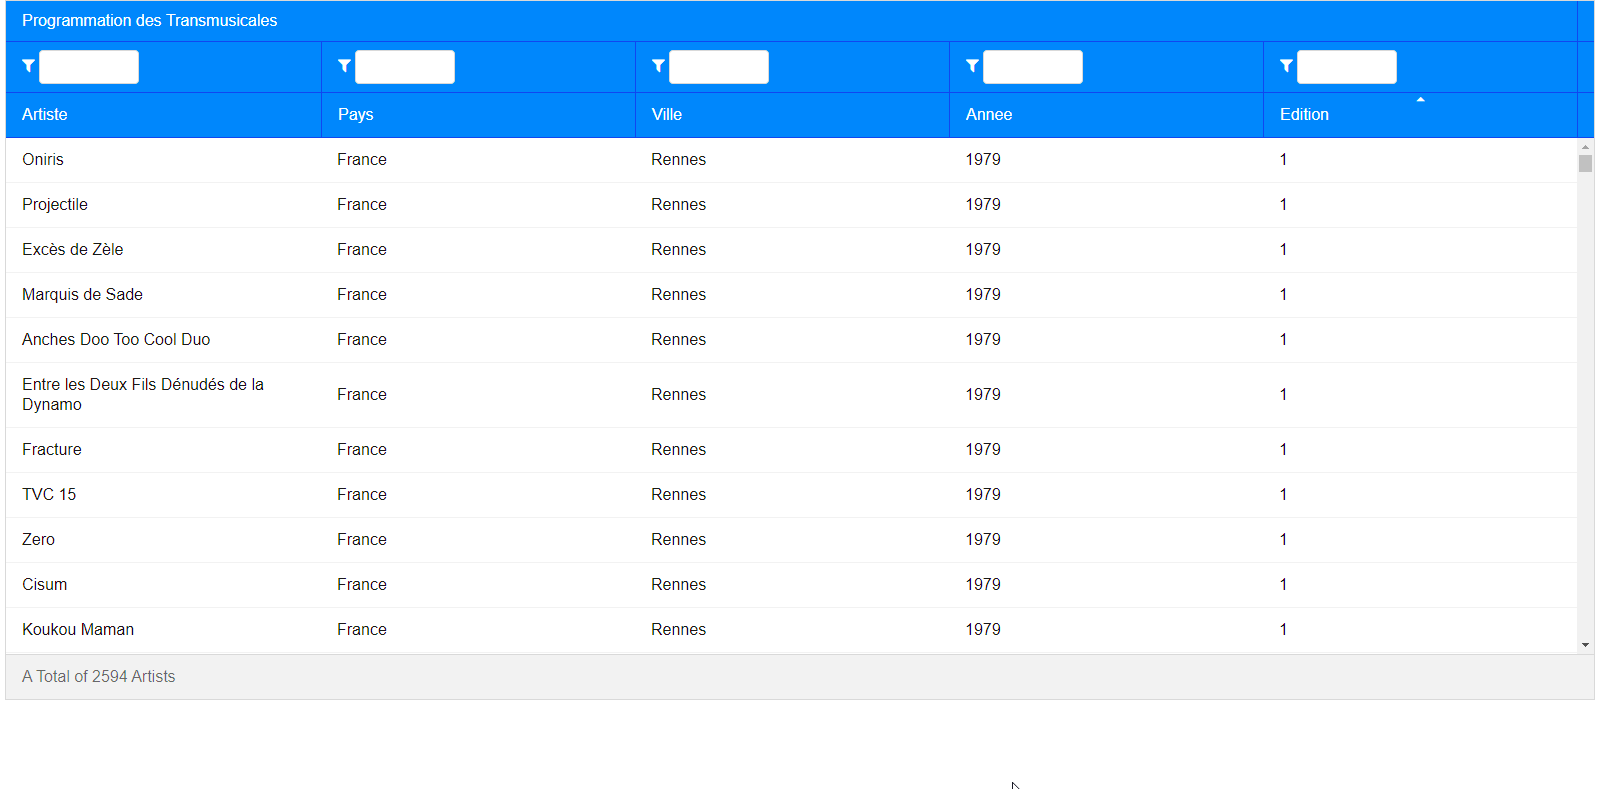 Programmation des Transmusicales
Artiste Pays Ville Annee Edition
Oniris France Rennes 1979 1
Projectile France Rennes 1979 1
Excès de Zèle France Rennes 1979 1
Marquis de Sade France Rennes 1979 1
Anches Doo Too Cool Duo France Rennes 1979 1
Entre les Deux Fils Dénudés de la
Dynamo France Rennes 1979 1
Fracture France Rennes 1979 1
TVC 15 France Rennes 1979 1
Zero France Rennes 1979 1
Cisum France Rennes 1979 1
Koukou Maman France Rennes 1979 1
A Total of 2594 Artists